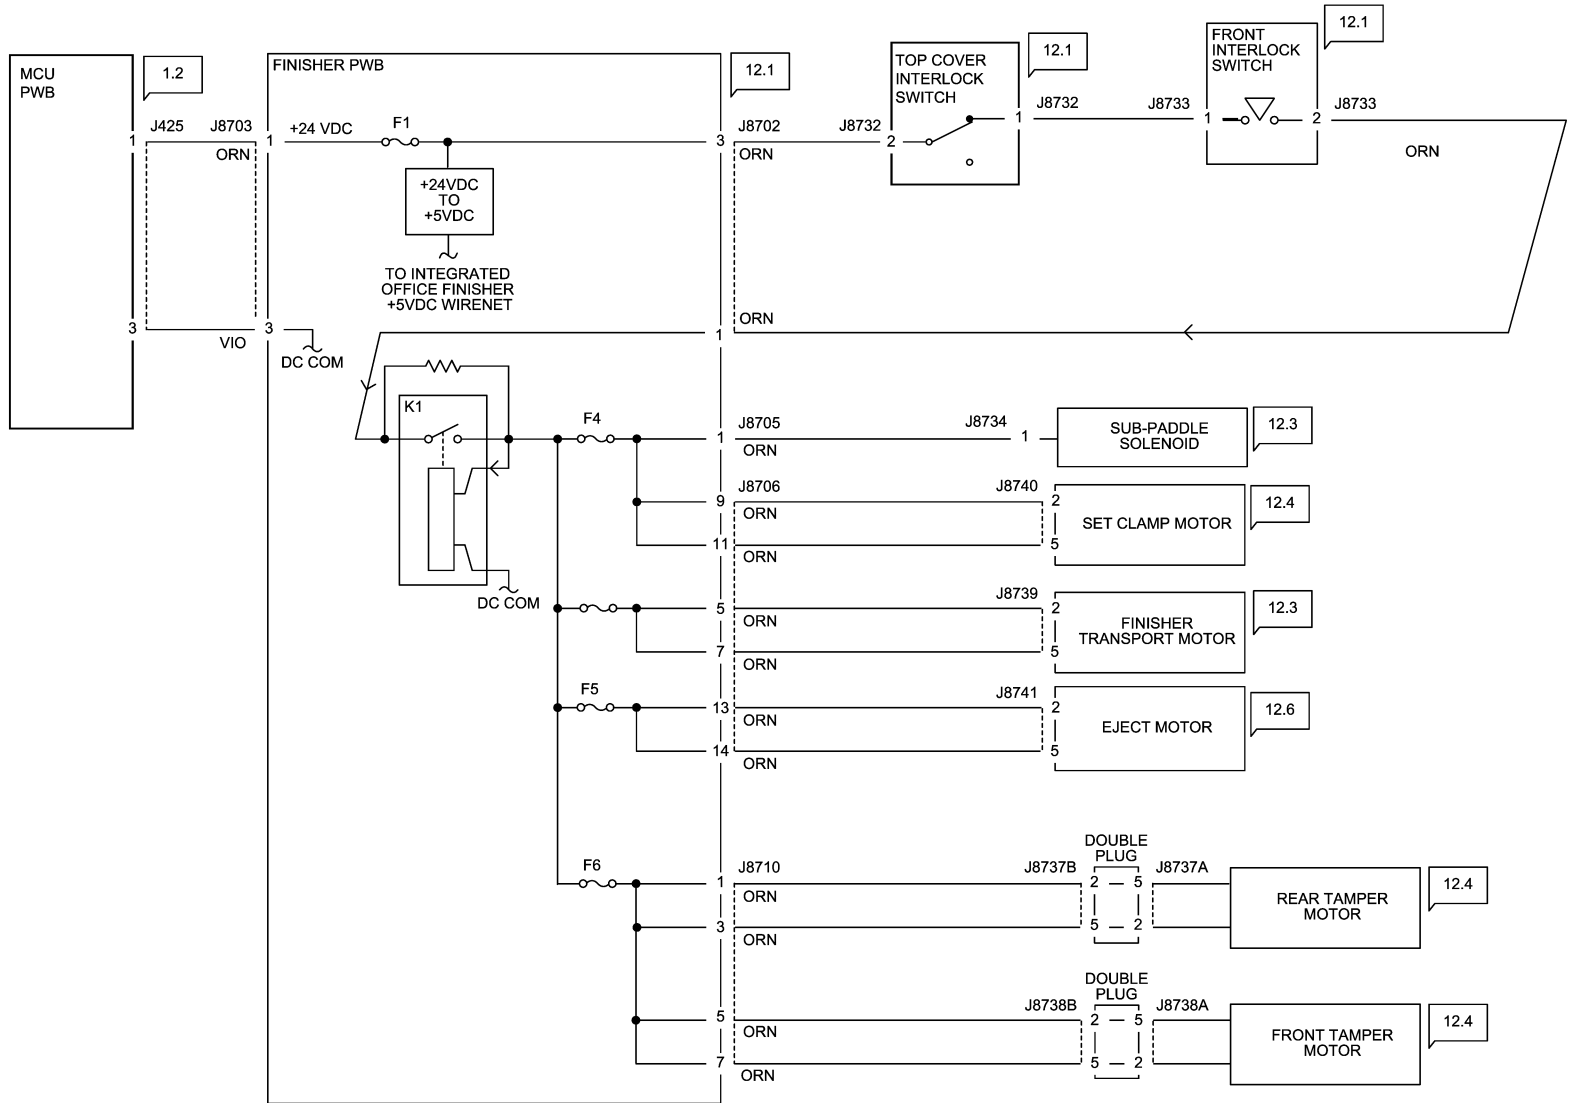 MCU
PWB
1.2
FINISHER PWB
12.1
TOP COVER
INTERLOCK
SWITCH
12.1
FRONT
INTERLOCK
SWITCH
12.1
1 J425 J8703 1 +24 VDC F1 3 J8702 J8732 2 1 J8732 J8733 1 2 J8733
ORN ORN ORN
+24VDC
TO
+5VDC
TO INTEGRATED
OFFICE FINISHER
+5VDC WIRENET
3 VIO 3
DC COM
1 ORN
K1
DC COM
F4 1 J8705 J8734 1
ORN
SUB-PADDLE
SOLENOID
12.3
9 J8706 J8740 2
ORN
11 5
ORN
SET CLAMP MOTOR
12.4
5 J8739 2
ORN
7 5
ORN
FINISHER
TRANSPORT MOTOR
12.3
F5 13 J8741 2
ORN
14 5
ORN
EJECT MOTOR
12.6
DOUBLE
PLUG
F6 1 J8710 J8737B 2 5 J8737A
ORN
3 5 2
ORN
REAR TAMPER
MOTOR
12.4
DOUBLE
PLUG
5 J8738B 2 5 J8738A
ORN
7 5 2
ORN
FRONT TAMPER
MOTOR
12.4